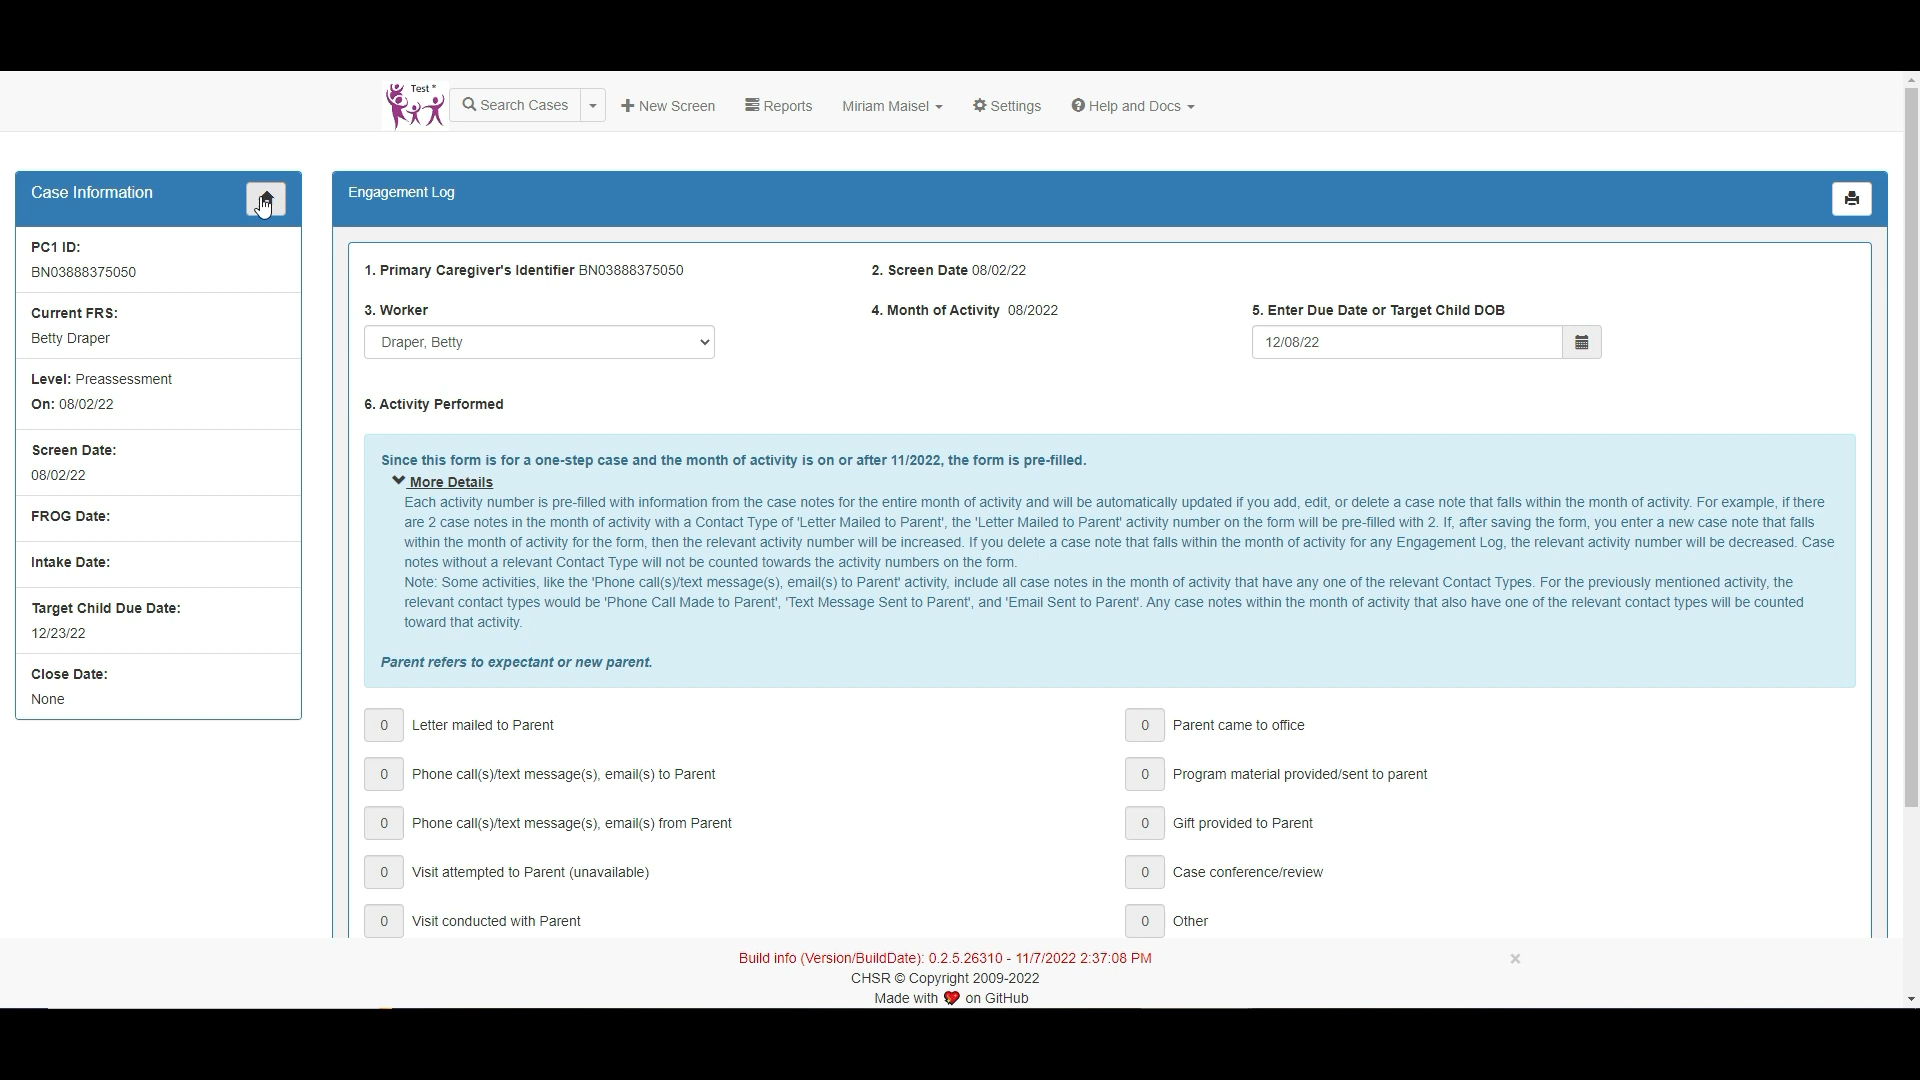 Test *
Search Cases
New Screen
Reports
Miriam Maisel
Settings
Help and Docs
Case Information
PC1 ID:
BN03888375050
Current FRS:
Betty Draper
Level: Preassessment
On: 08/02/22
Screen Date:
08/02/22
FROG Date:
Intake Date:
Target Child Due Date:
12/23/22
Close Date:
None
Engagement Log
1. Primary Caregiver's Identifier BN03888375050
2. Screen Date 08/02/22
3. Worker
4. Month of Activity 08/2022
5. Enter Due Date or Target Child DOB
Draper, Betty
12/08/22
6. Activity Performed
Since this form is for a one-step case and the month of activity is on or after 11/2022, the form is pre-filled.
More Details
Each activity number is pre-filled with information from the case notes for the entire month of activity and will be automatically updated if you add, edit, or delete a case note that falls within the month of activity. For example, if there
are 2 case notes in the month of activity with a Contact Type of 'Letter Mailed to Parent', the 'Letter Mailed to Parent' activity number on the form will be pre-filled with 2. If, after saving the form, you enter a new case note that falls
within the month of activity for the form, then the relevant activity number will be increased. If you delete a case note that falls within the month of activity for any Engagement Log, the relevant activity number will be decreased. Case
notes without a relevant Contact Type will not be counted towards the activity numbers on the form.
Note: Some activities, like the 'Phone call(s)/text message(s), email(s) to Parent' activity, include all case notes in the month of activity that have any one of the relevant Contact Types. For the previously mentioned activity, the
relevant contact types would be 'Phone Call Made to Parent', 'Text Message Sent to Parent', and 'Email Sent to Parent'. Any case notes within the month of activity that also have one of the relevant contact types will be counted
toward that activity.
Parent refers to expectant or new parent.
0 Letter mailed to Parent
0 Parent came to office
0 Phone call(s)/text message(s), email(s) to Parent
0 Program material provided/sent to parent
0 Phone call(s)/text message(s), email(s) from Parent
0 Gift provided to Parent
0 Visit attempted to Parent (unavailable)
0 Case conference/review
0 Visit conducted with Parent
0 Other
Build info (Version/BuildDate): 0.2.5.26310 - 11/7/2022 2:37:08 PM
CHSR © Copyright 2009-2022
Made with on GitHub